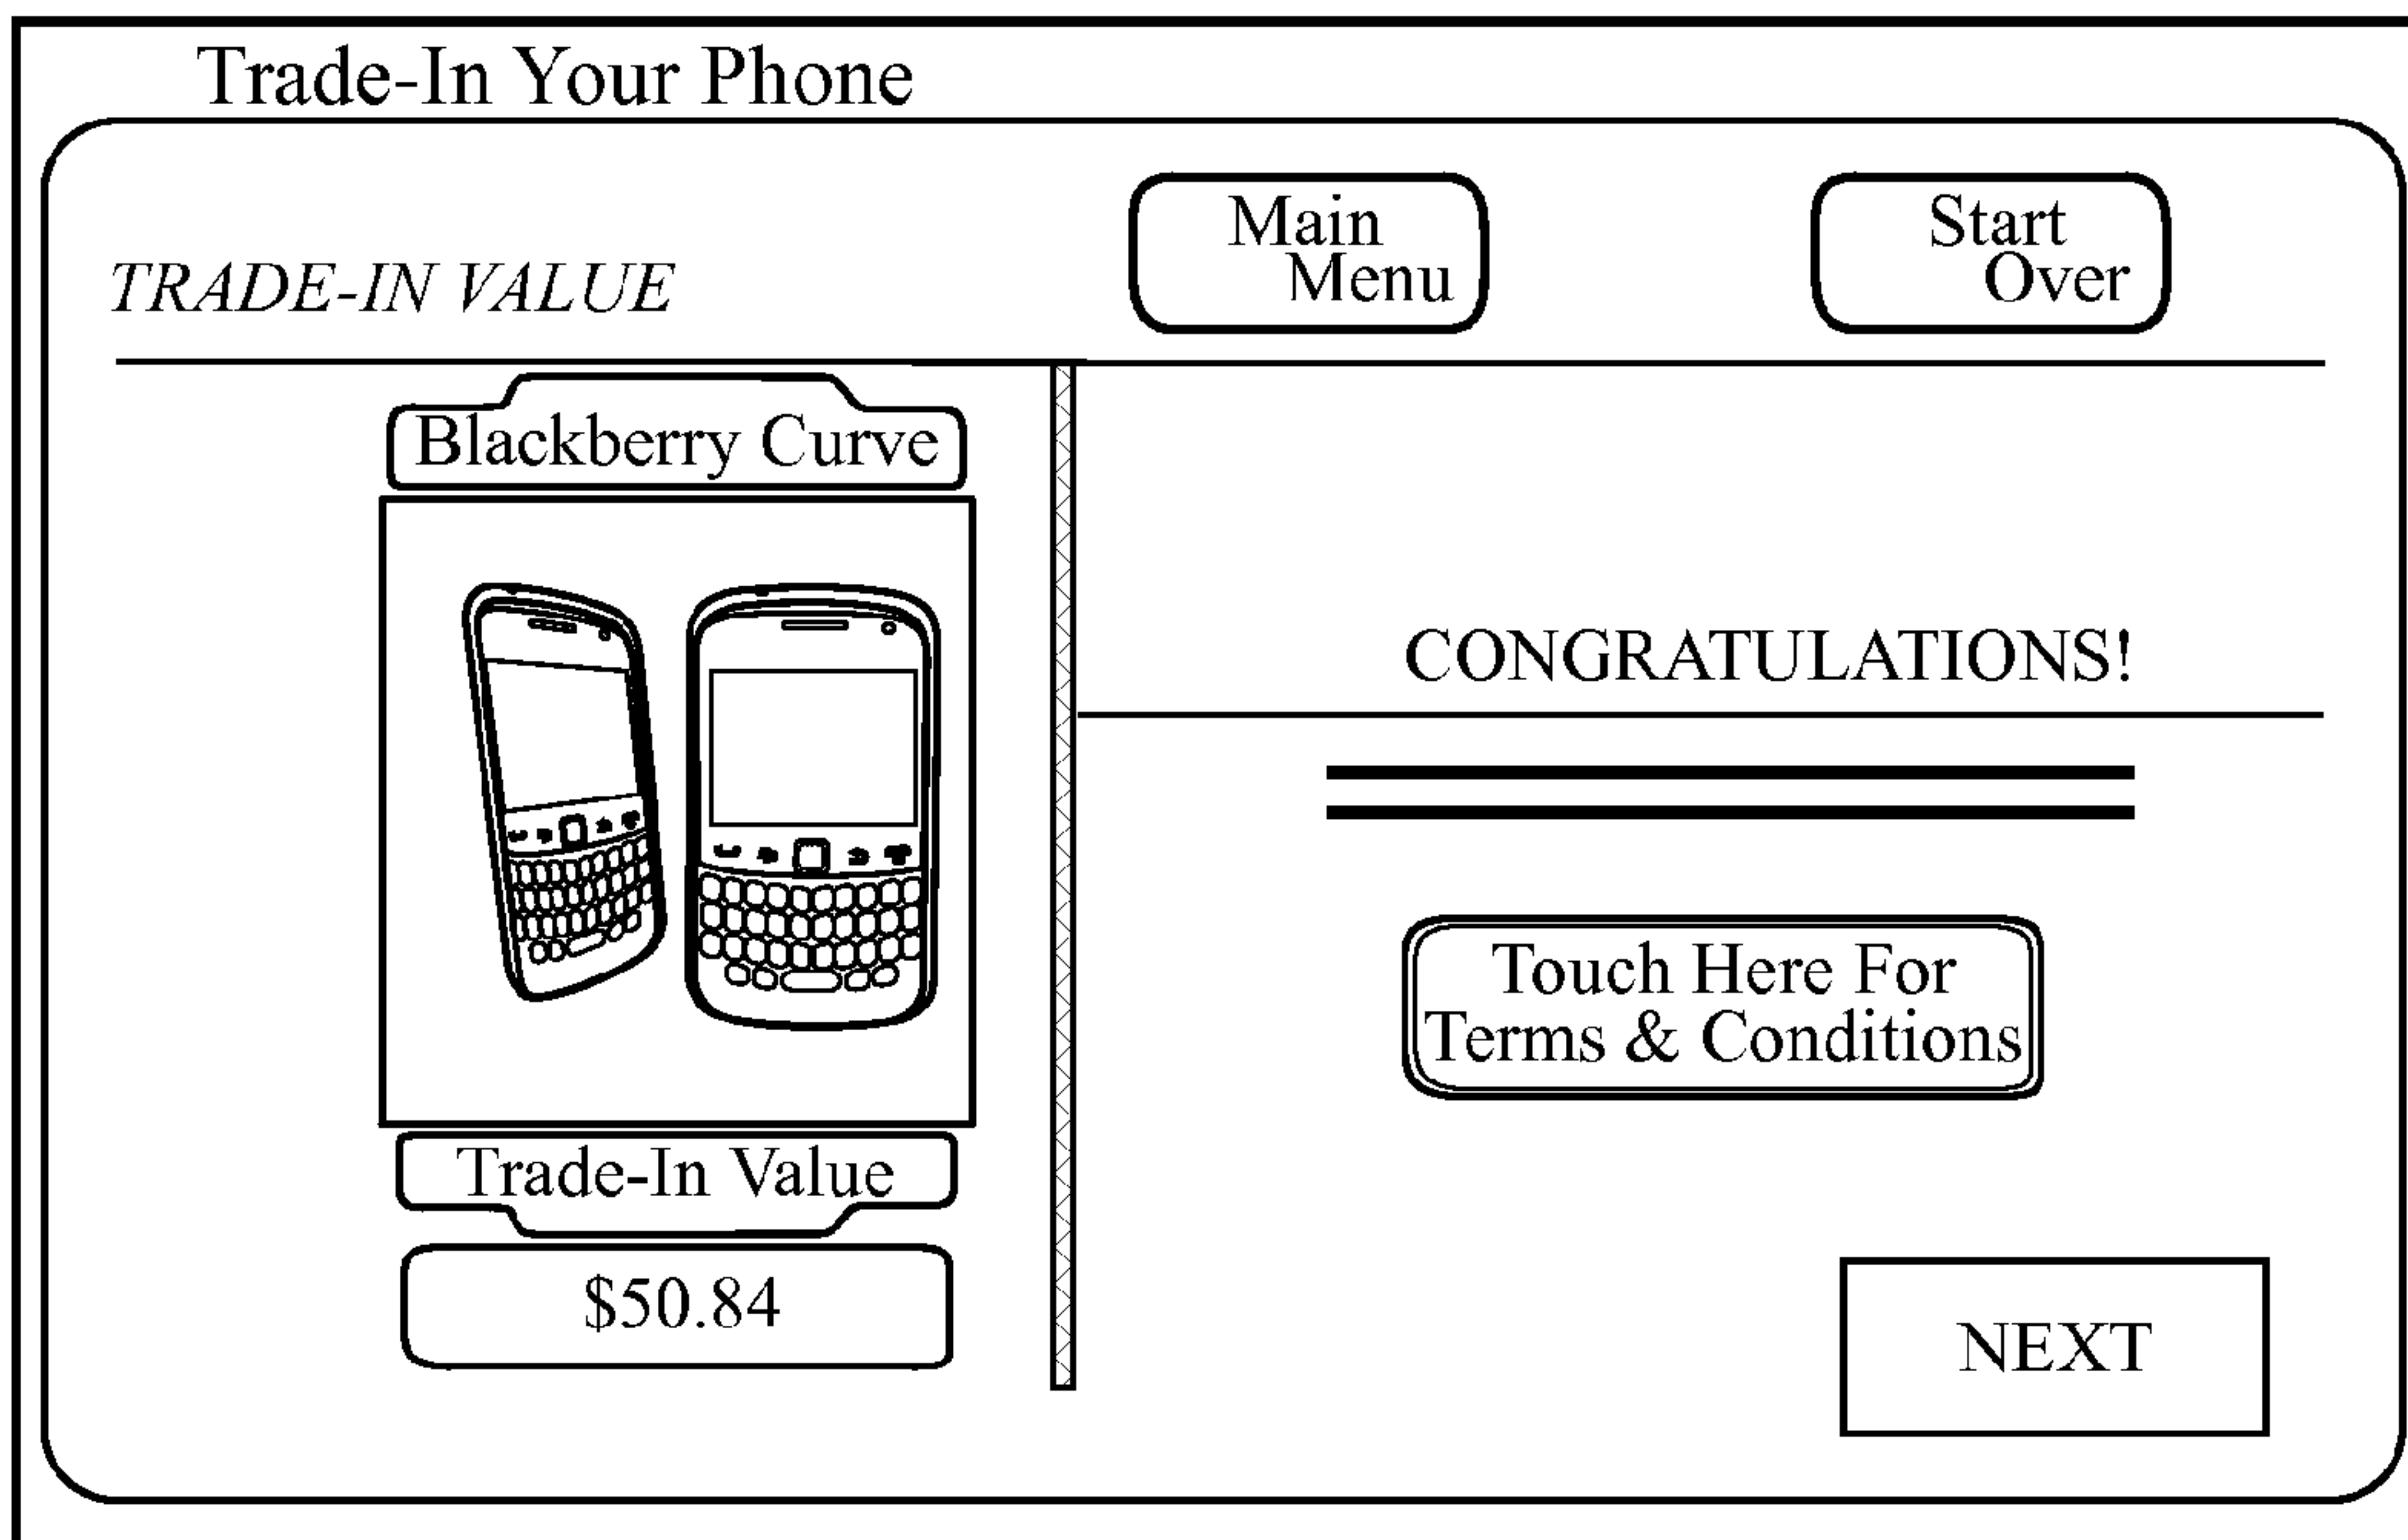 Trade-In Your Phone
TRADE-IN VALUE
Main
Menu
Start
Over
Blackberry Curve
Trade-In Value
$50.84
CONGRATULATIONS!
Touch Here For
Terms & Conditions
NEXT